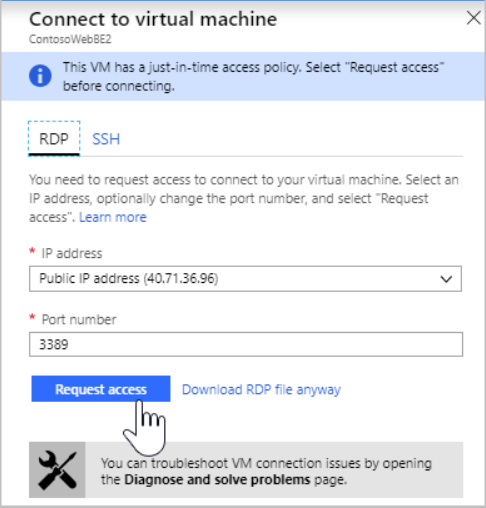 Connect to virtual machine
ContosoWebBE2
This VM has a just-in-time access policy. Select "Request access"
before connecting.
RDP SSH
You need to request access to connect to your virtual machine. Select an
IP address, optionally change the port number, and select "Request
access". Learn more
* IP address
Public IP address (40.71.36.96)
* Port number
3389
Request access Download RDP file anyway
You can troubleshoot VM connection issues by opening
the Diagnose and solve problems page.